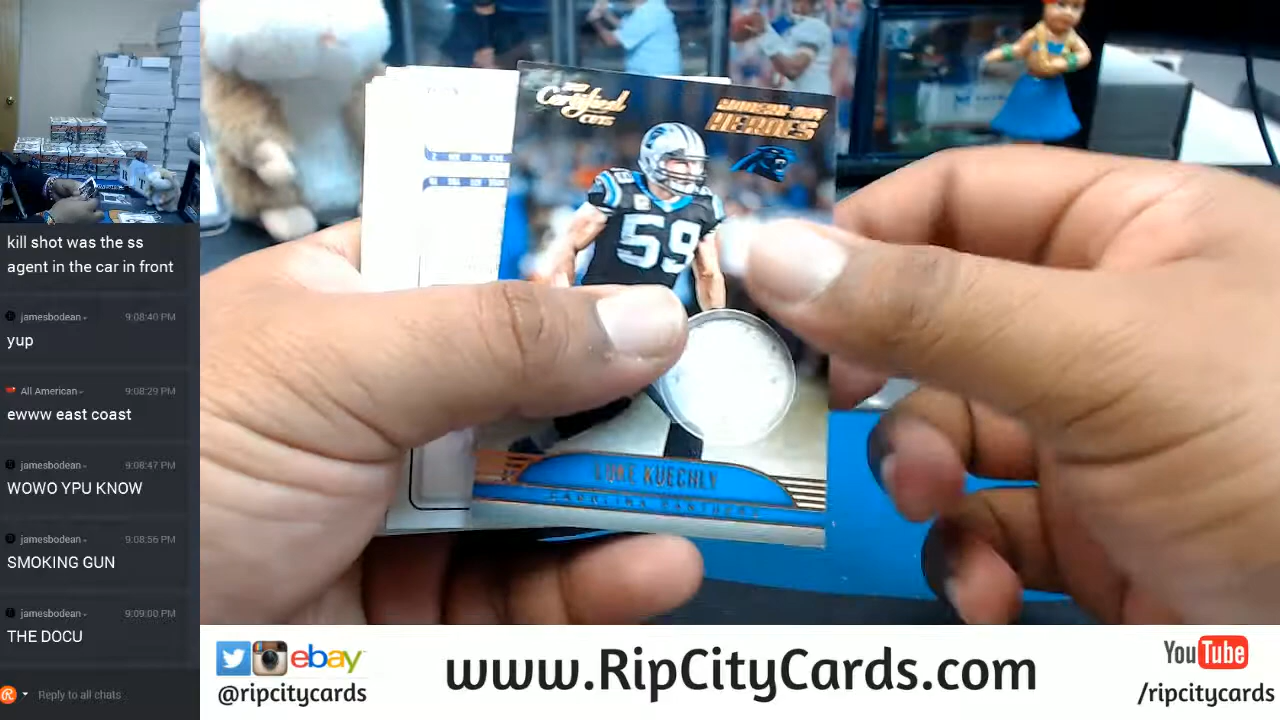 kill shot was the ss
agent in the car in front
jamesbodean
9:08:40 PM
yup
All American
9:08:29 PM
ewww east coast
jamesbodean
9:08:47 PM
WOWO YPU KNOW
jamesbodean
9:08:56 PM
SMOKING GUN
jamesbodean
9:09:00 PM
THE DOCU
Reply to all chats
Certified
CUTS
HEROES
59
LUKE KUECHLY
CAROLINA PANTHERS
ebay
@ripcitycards
www.RipCityCards.com
YouTube
/ripcitycards